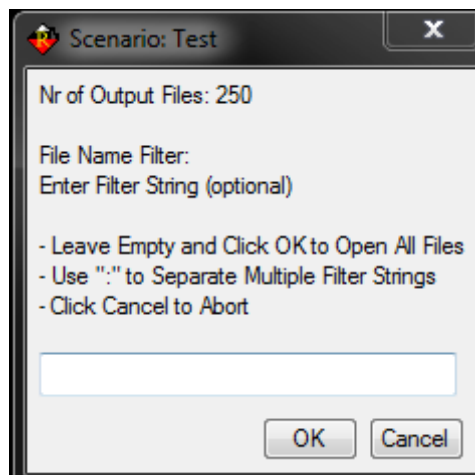 Scenario: Test
x
Nr of Output Files: 250
File Name Filter:
Enter Filter String (optional)
- Leave Empty and Click OK to Open All Files
- Use ":" to Separate Multiple Filter Strings
- Click Cancel to Abort
OK
Cancel